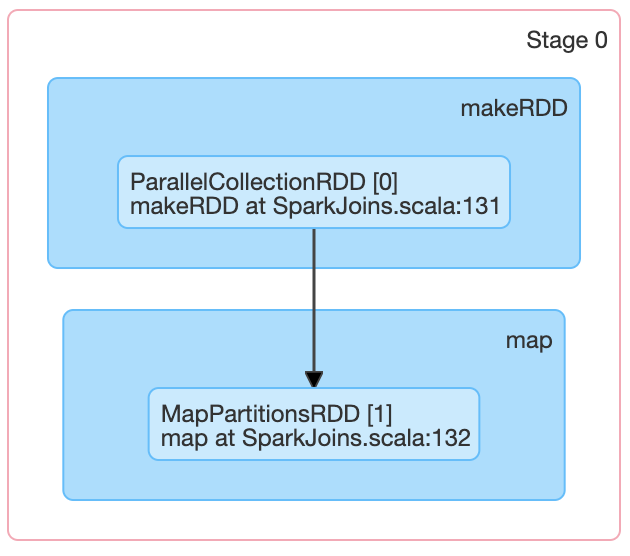 Stage 0
makeRDD
ParallelCollectionRDD [0]
makeRDD at SparkJoins.scala:131
map
MapPartitionsRDD [1]
map at SparkJoins.scala:132